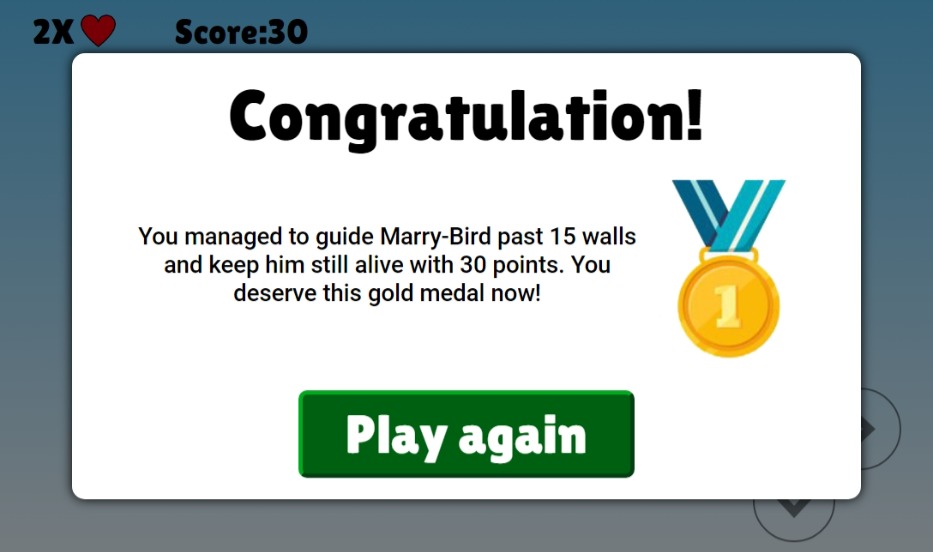 2X Score:30
Congratulation!
You managed to guide Marry-Bird past 15 walls
and keep him still alive with 30 points. You
deserve this gold medal now!
1
Play again